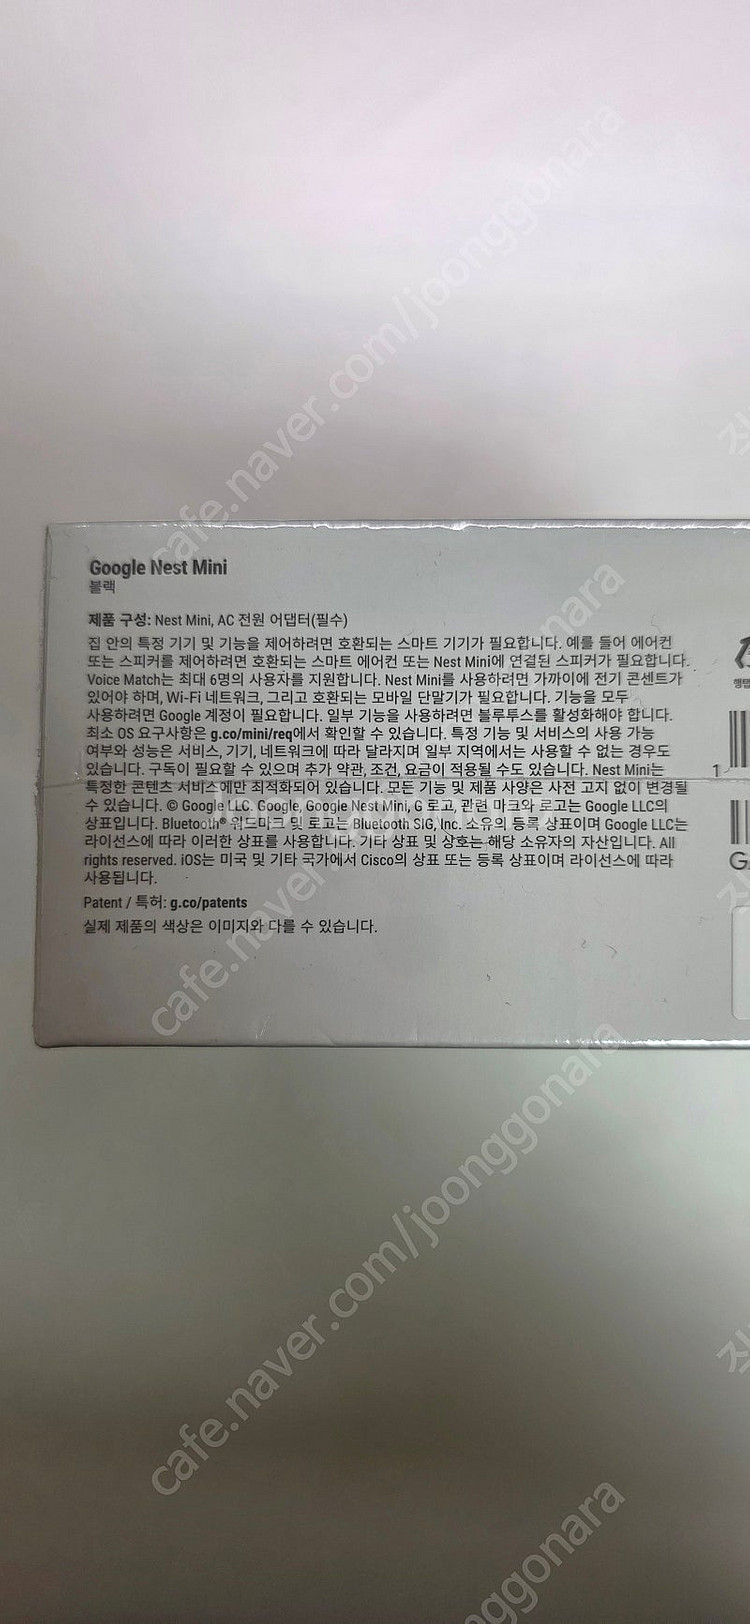 Google Nest Mini
블랙
제품 구성: Nest Mini, AC 전원 어댑터(필수)
집 안의 특정 기기 및 기능을 제어하려면 호환되는 스마트 기기가 필요합니다. 예를 들어 에어컨
또는 스피커를 제어하려면 호환되는 스마트 에어컨 또는 Nest Mini에 연결된 스피커가 필요합니다.
Voice Match는 최대 6명의 사용자를 지원합니다. Nest Mini를 사용하려면 가까이에 전기 콘센트가
있어야 하며, Wi-Fi 네트워크, 그리고 호환되는 모바일 단말기가 필요합니다. 기능을 모두
사용하려면 Google 계정이 필요합니다. 일부 기능을 사용하려면 블루투스를 활성화해야 합니다.
최소 OS 요구사항은 g.co/mini/req에서 확인할 수 있습니다. 특정 기능 및 서비스의 사용 가능
여부와 성능은 서비스, 기기, 네트워크에 따라 달라지며 일부 지역에서는 사용할 수 없는 경우도
있습니다. 구독이 필요할 수 있으며 추가 약관, 조건, 요금이 적용될 수도 있습니다. Nest Mini는
특정한 콘텐츠 서비스에만 최적화되어 있습니다. 모든 기능 및 제품 사양은 사전 고지 없이 변경될
수 있습니다. © Google LLC. Google, Google Nest Mini, G 로고, 관련 마크와 로고는 Google LLC의
상표입니다. Bluetooth® 워드마크 및 로고는 Bluetooth SIG, Inc. 소유의 등록 상표이며 Google LLC는
라이선스에 따라 이러한 상표를 사용합니다. 기타 상표 및 상호는 해당 소유자의 자산입니다. All
rights reserved. iOS는 미국 및 기타 국가에서 Cisco의 상표 또는 등록 상표이며 라이선스에 따라
사용됩니다.
Patent / 특허: g.co/patents
실제 제품의 색상은 이미지와 다를 수 있습니다.
1
cafe.naver.com/joonggonara
cafe.naver.com/joonggonara
cafe.naver.com/joonggonara
joonggonara